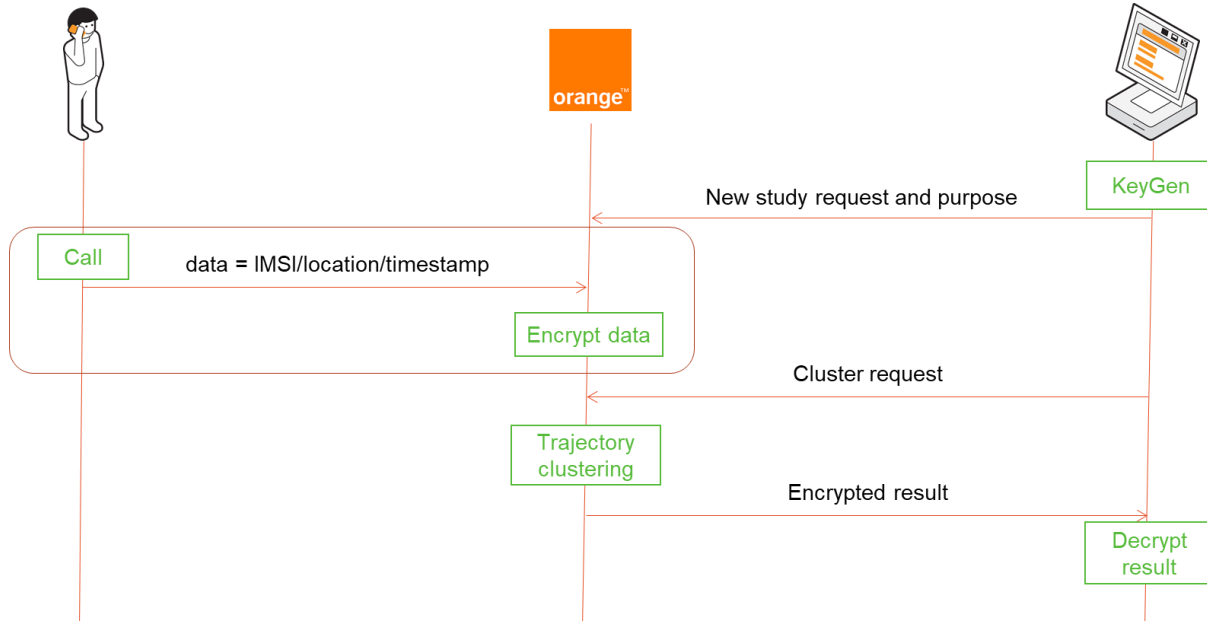 orange™
KeyGen
New study request and purpose
Call
data = IMSI/location/timestamp
Encrypt data
Cluster request
Trajectory
clustering
Encrypted result
Decrypt
result